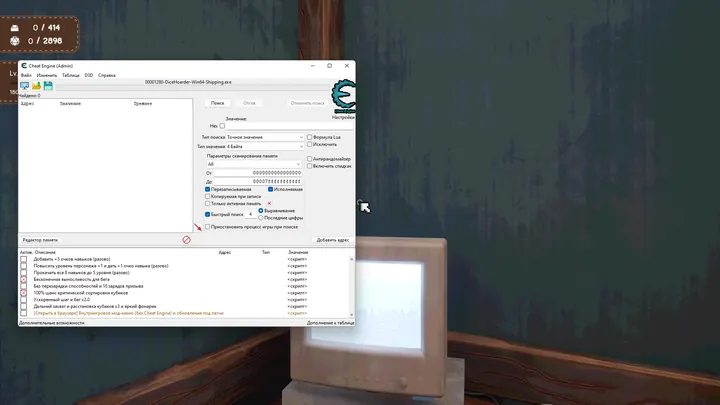 0 / 414
0 / 2898
Lv.
Cheat Engine (Admin)
Файл Изменить Таблица D3D Справка
00001280-DiceHoarder-Win64-Shipping.exe
Найдено: 0
Адрес Значение Прежнее
Поиск Отмена Отменить поиск
Настройки
Значение:
Hex
Тип поиска Точное значение
Формула Lua
Исключить
Тип значения 4 Байта
Параметры сканирования памяти
All
Антирандомайзер
Включить спидхак
От 0000000000000000
До 00007fffffffffff
Перезаписываемая Исполняемая
Копируемая при записи
Только активная память
Быстрый поиск 4 Выравнивание
Последние цифры
Приостановить процесс игры при поиске
Редактор памяти
Добавить адрес
Актив. Описание Адрес Тип Значение
Добавить +5 очков навыков (разово) <скрипт>
Повысить уровень персонажа +1 и дать +1 очко навыка (разово) <скрипт>
Прокачать все 8 навыков до 5 уровня (разово) <скрипт>
Бесконечная выносливость для бега <скрипт>
Без перезарядки способностей и 10 зарядов призыва <скрипт>
100% шанс критической сортировки кубиков <скрипт>
Ускоренный шаг и бег x2.0 <скрипт>
Дальний захват и расстановка кубиков x3 и яркий фонарик <скрипт>
[Открыть в браузере] Внутриигровое мод-меню (без Cheat Engine) и обновления под патчи <скрипт>
Дополнительные возможности
Дополнение к таблице